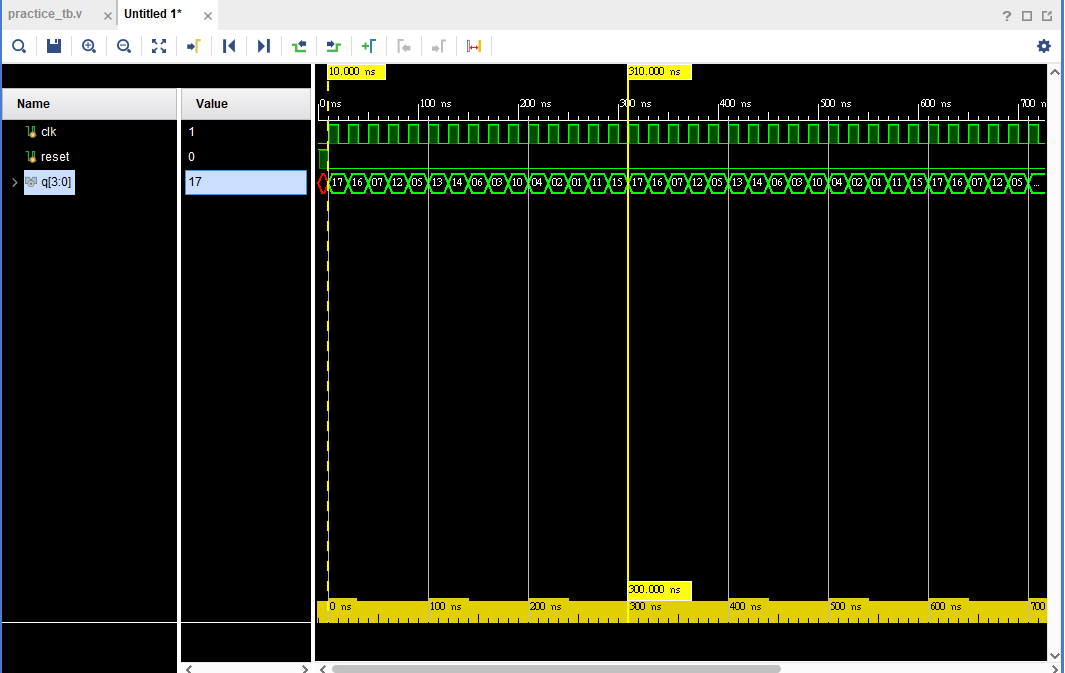 practice_tb.v
Untitled 1*
10.000 ns 310.000 ns
Name Value
0 ns 100 ns 200 ns 300 ns 400 ns 500 ns 600 ns 700 n
clk 1
reset 0
q[3:0] 17 17 16 07 12 05 13 14 06 03 10 04 02 01 11 15 17 16 07 12 05 13 14 06 03 10 04 02 01 11 15 17 16 07 12 05 ...
300.000 ns
0 ns 100 ns 200 ns 300 ns 400 ns 500 ns 600 ns 700